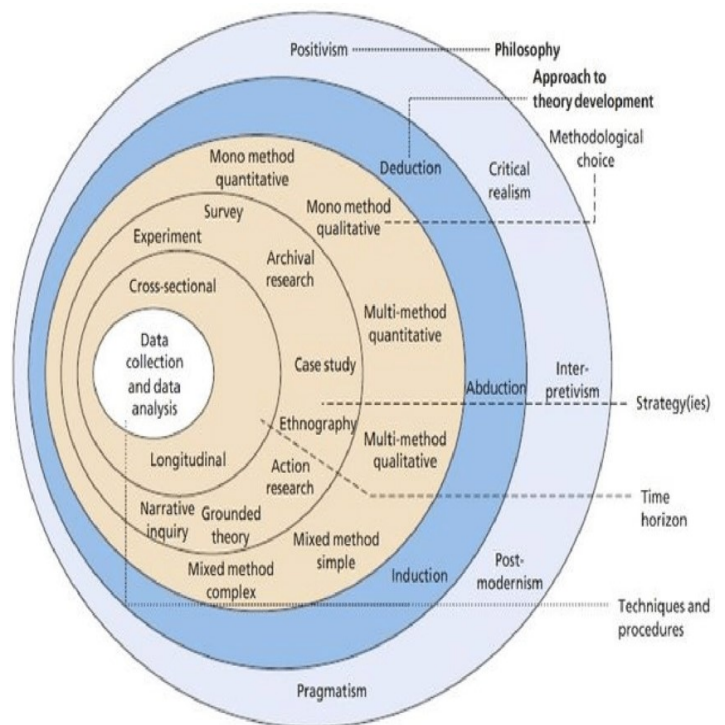 Positivism
Philosophy
Approach to
theory development
Methodological
choice
Mono method
quantitative
Deduction
Critical
realism
Survey
Mono method
qualitative
Experiment
Archival
research
Cross-sectional
Multi-method
quantitative
Data
collection
and data
analysis
Case study
Abduction
Inter-
pretivism
Strategy(ies)
Ethnography
Multi-method
qualitative
Longitudinal
Action
research
Time
horizon
Narrative
inquiry
Grounded
theory
Mixed method
simple
Mixed method
complex
Induction
Post-
modernism
Techniques and
procedures
Pragmatism